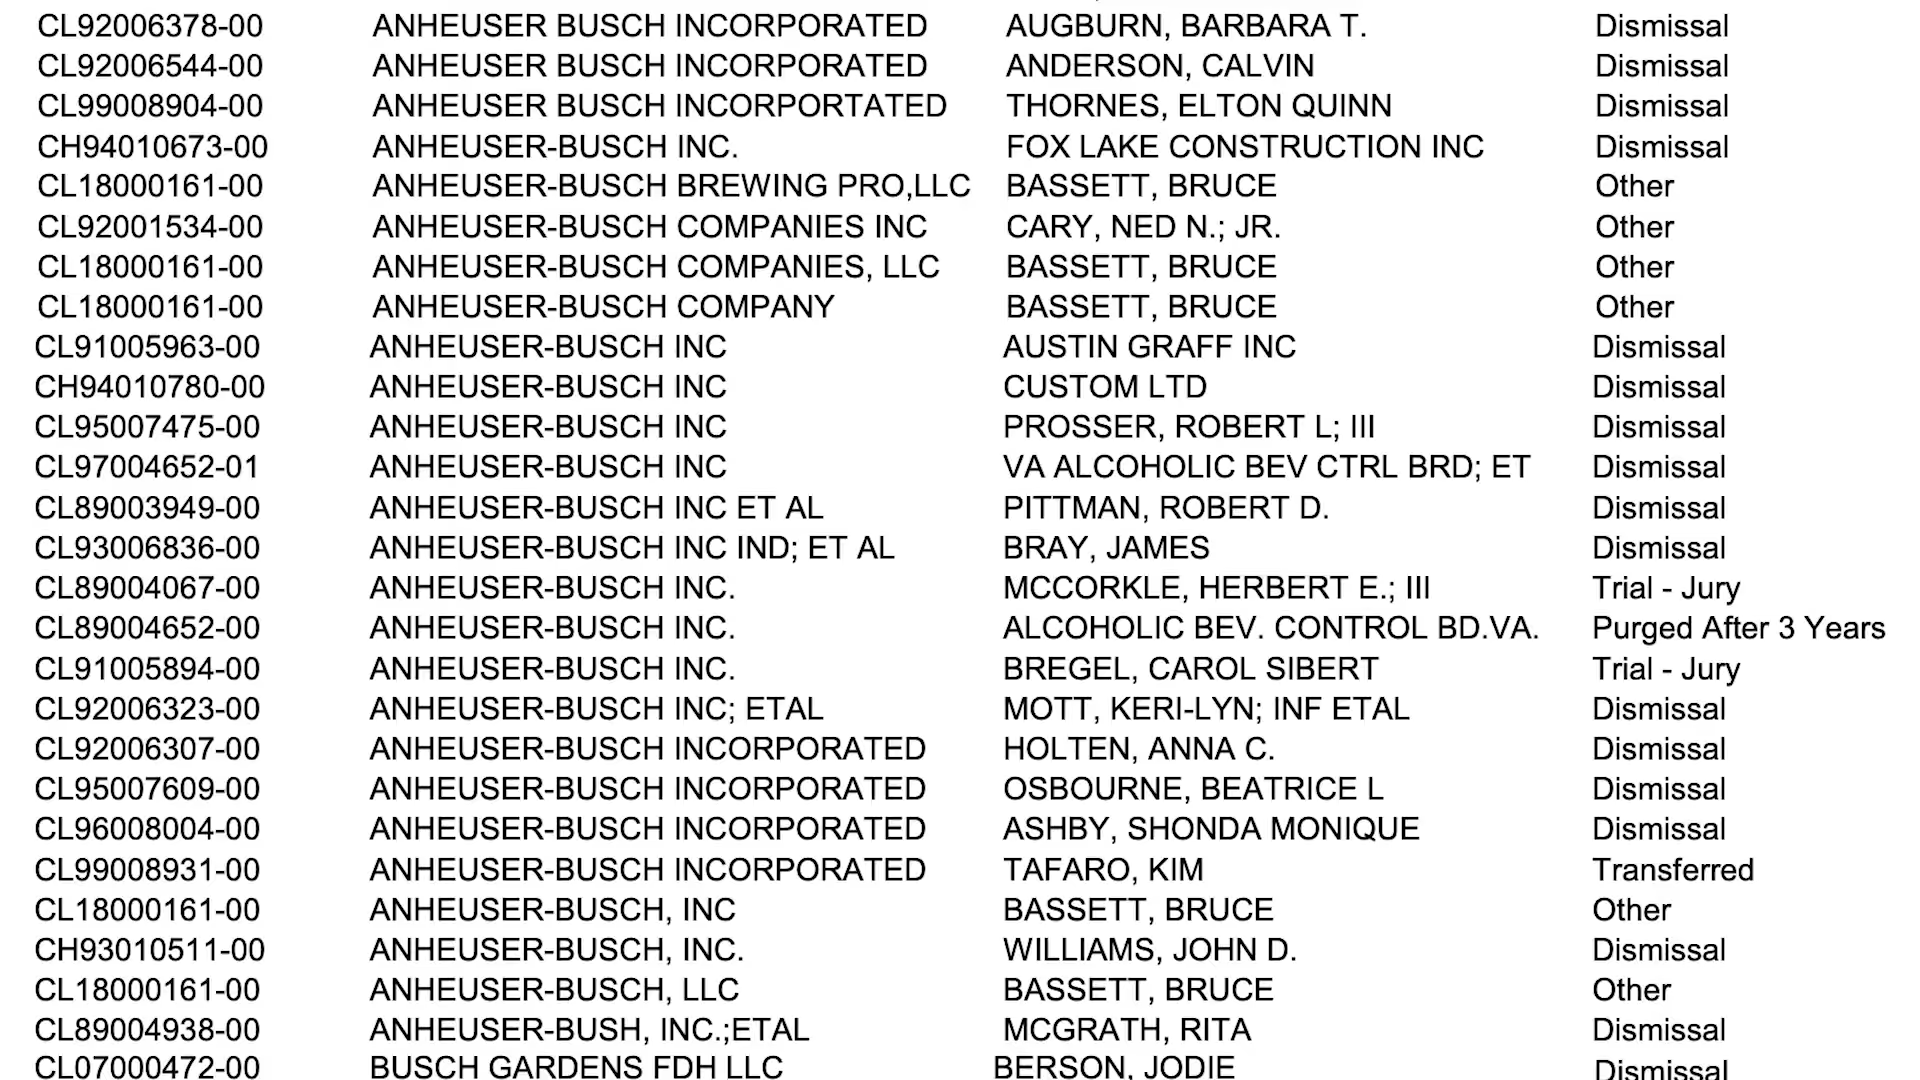 CL92006378-00 ANHEUSER BUSCH INCORPORATED AUGBURN, BARBARA T. Dismissal
CL92006544-00 ANHEUSER BUSCH INCORPORATED ANDERSON, CALVIN Dismissal
CL99008904-00 ANHEUSER BUSCH INCORPORTATED THORNES, ELTON QUINN Dismissal
CH94010673-00 ANHEUSER-BUSCH INC. FOX LAKE CONSTRUCTION INC Dismissal
CL18000161-00 ANHEUSER-BUSCH BREWING PRO,LLC BASSETT, BRUCE Other
CL92001534-00 ANHEUSER-BUSCH COMPANIES INC CARY, NED N.; JR. Other
CL18000161-00 ANHEUSER-BUSCH COMPANIES, LLC BASSETT, BRUCE Other
CL18000161-00 ANHEUSER-BUSCH COMPANY BASSETT, BRUCE Other
CL91005963-00 ANHEUSER-BUSCH INC AUSTIN GRAFF INC Dismissal
CH94010780-00 ANHEUSER-BUSCH INC CUSTOM LTD Dismissal
CL95007475-00 ANHEUSER-BUSCH INC PROSSER, ROBERT L; III Dismissal
CL97004652-01 ANHEUSER-BUSCH INC VA ALCOHOLIC BEV CTRL BRD; ET Dismissal
CL89003949-00 ANHEUSER-BUSCH INC ET AL PITTMAN, ROBERT D. Dismissal
CL93006836-00 ANHEUSER-BUSCH INC IND; ET AL BRAY, JAMES Dismissal
CL89004067-00 ANHEUSER-BUSCH INC. MCCORKLE, HERBERT E.; III Trial - Jury
CL89004652-00 ANHEUSER-BUSCH INC. ALCOHOLIC BEV. CONTROL BD.VA. Purged After 3 Years
CL91005894-00 ANHEUSER-BUSCH INC. BREGEL, CAROL SIBERT Trial - Jury
CL92006323-00 ANHEUSER-BUSCH INC; ETAL MOTT, KERI-LYN; INF ETAL Dismissal
CL92006307-00 ANHEUSER-BUSCH INCORPORATED HOLTEN, ANNA C. Dismissal
CL95007609-00 ANHEUSER-BUSCH INCORPORATED OSBOURNE, BEATRICE L Dismissal
CL96008004-00 ANHEUSER-BUSCH INCORPORATED ASHBY, SHONDA MONIQUE Dismissal
CL99008931-00 ANHEUSER-BUSCH INCORPORATED TAFARO, KIM Transferred
CL18000161-00 ANHEUSER-BUSCH, INC BASSETT, BRUCE Other
CH93010511-00 ANHEUSER-BUSCH, INC. WILLIAMS, JOHN D. Dismissal
CL18000161-00 ANHEUSER-BUSCH, LLC BASSETT, BRUCE Other
CL89004938-00 ANHEUSER-BUSH, INC.;ETAL MCGRATH, RITA Dismissal
CL07000472-00 BUSCH GARDENS FDH LLC BERSON, JODIE Dismissal